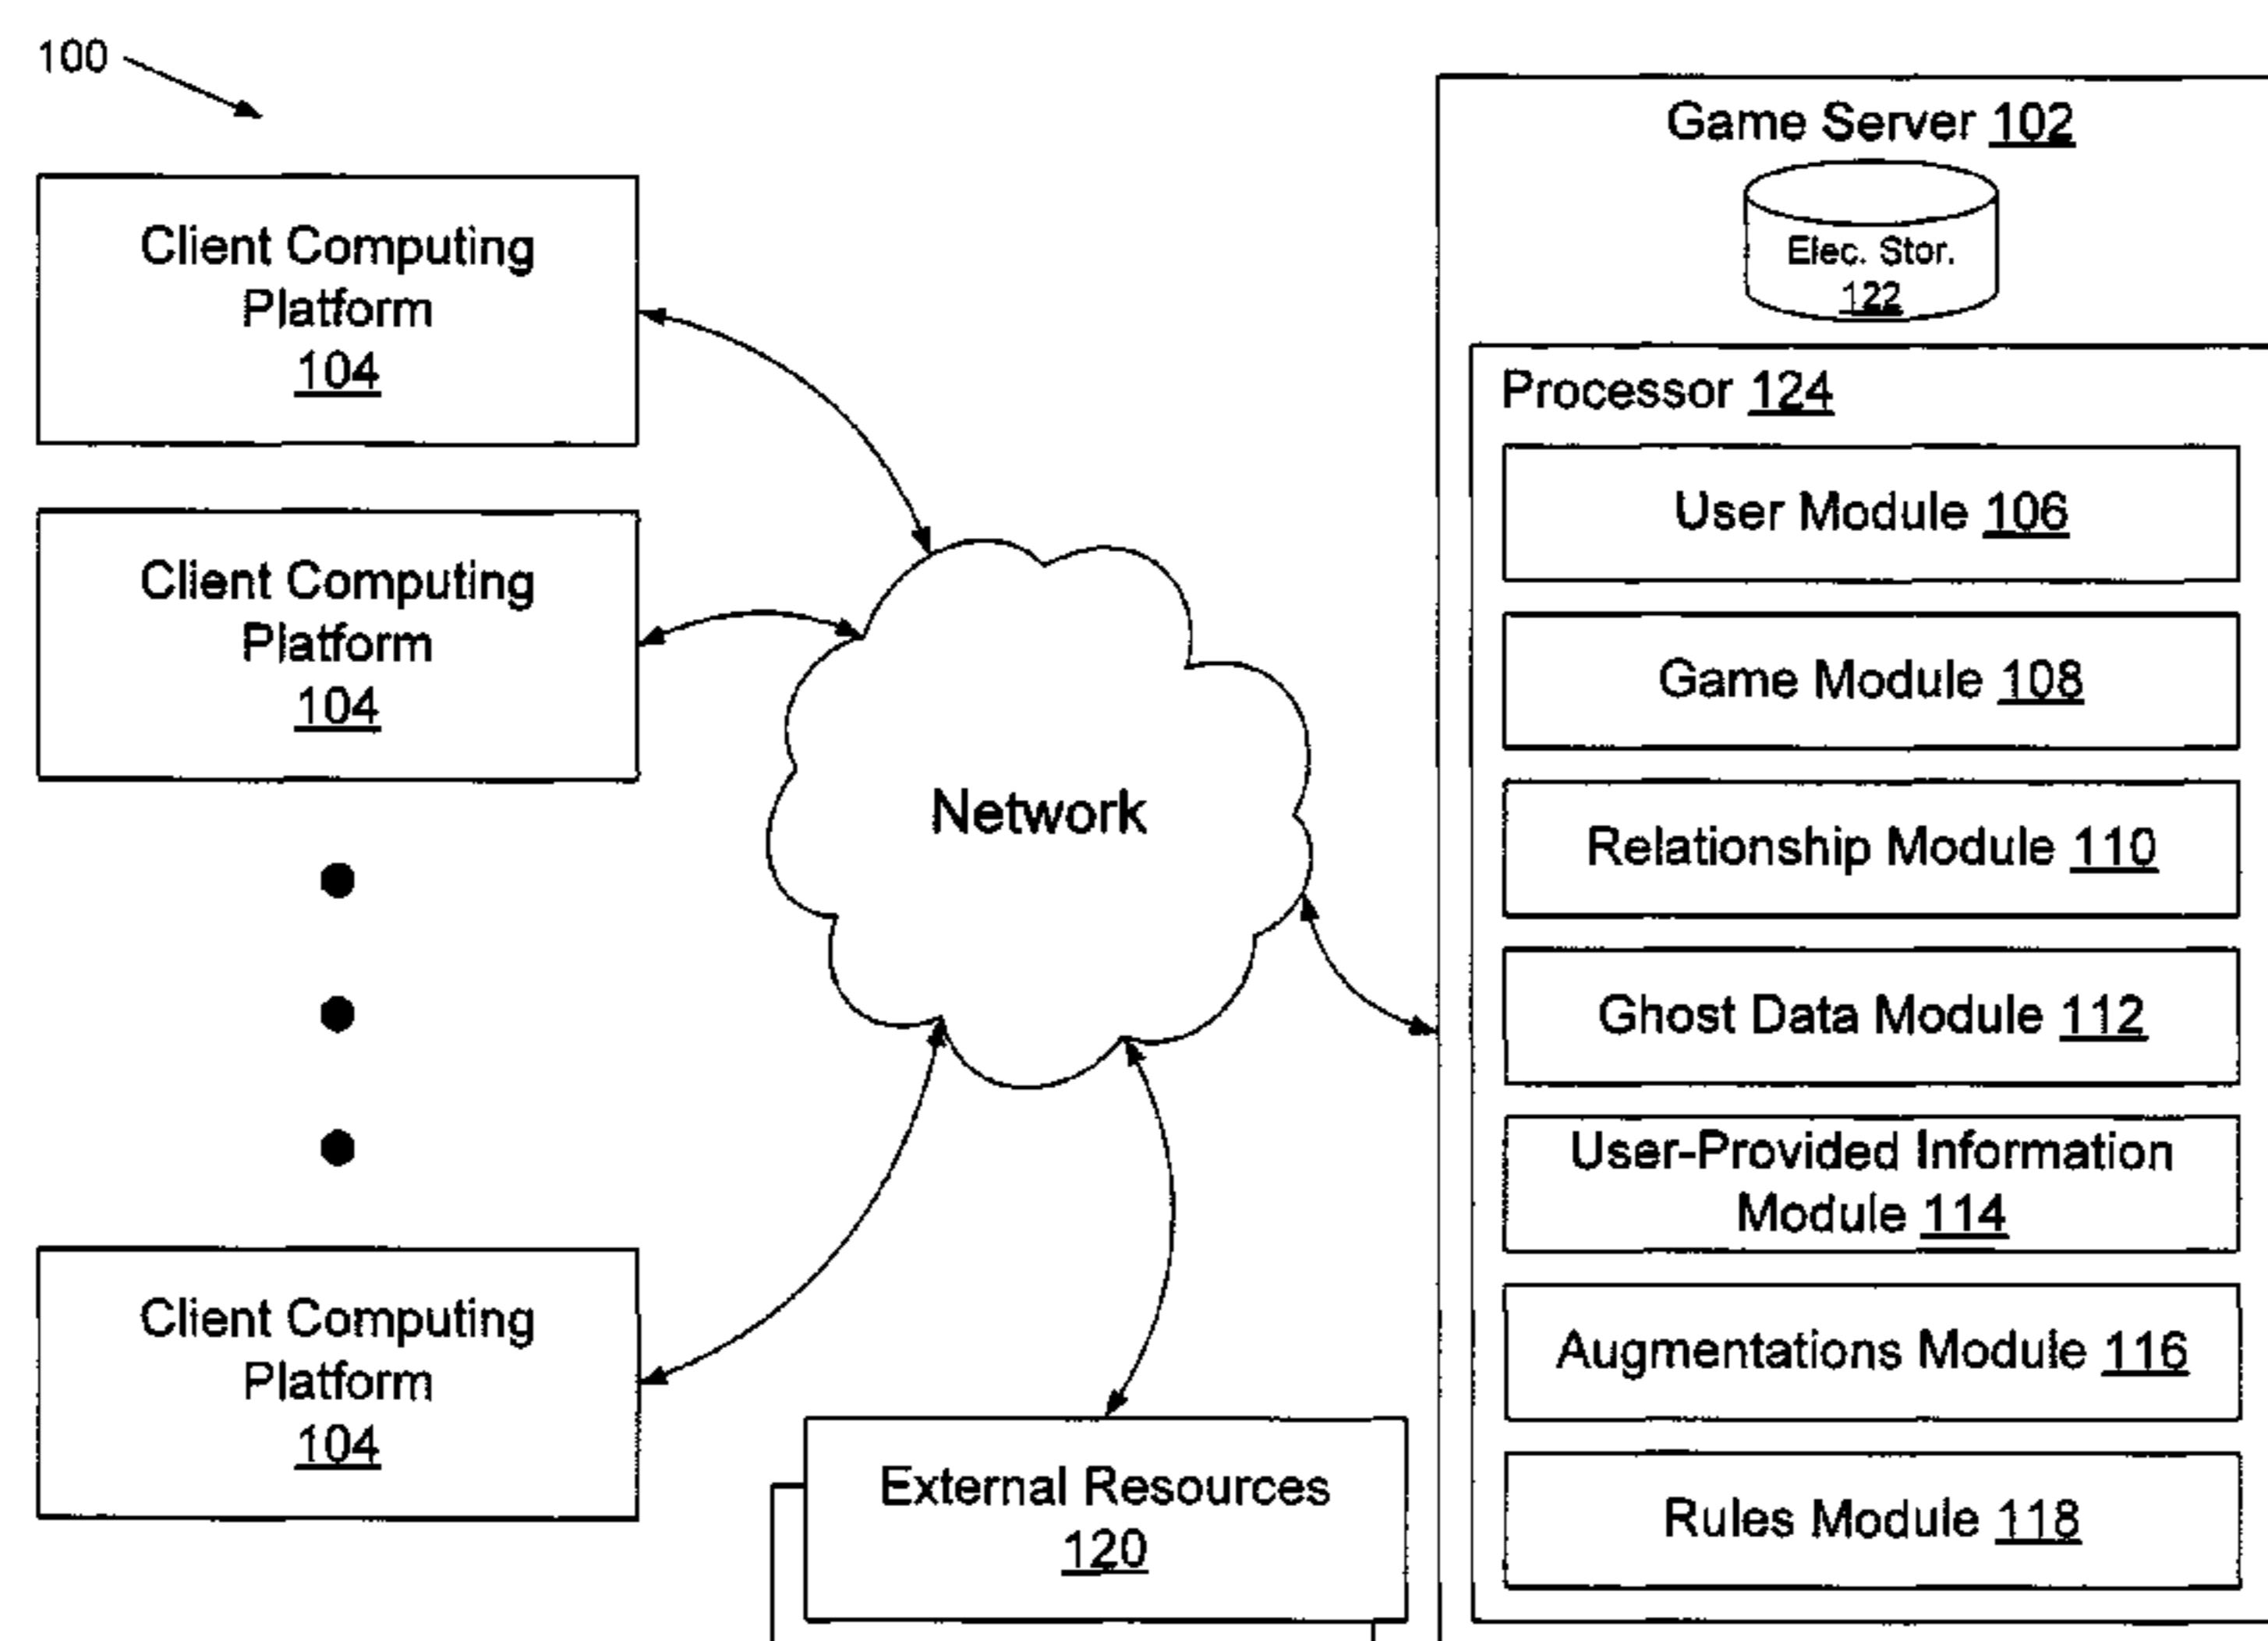 100
Client Computing
Platform
104
Client Computing
Platform
104
Client Computing
Platform
104
Network
External Resources
120
Game Server 102
Elec. Stor.
122
Processor 124
User Module 106
Game Module 108
Relationship Module 110
Ghost Data Module 112
User-Provided Information
Module 114
Augmentations Module 116
Rules Module 118